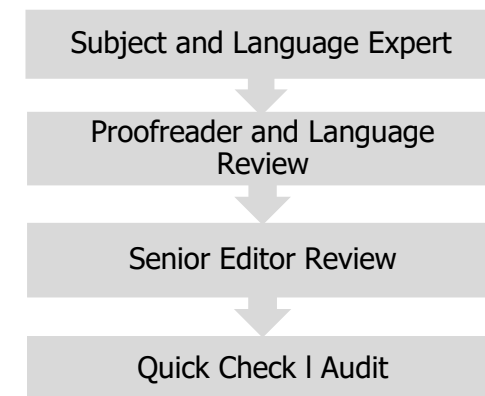 Subject and Language Expert
Proofreader and Language
Review
Senior Editor Review
Quick Check l Audit